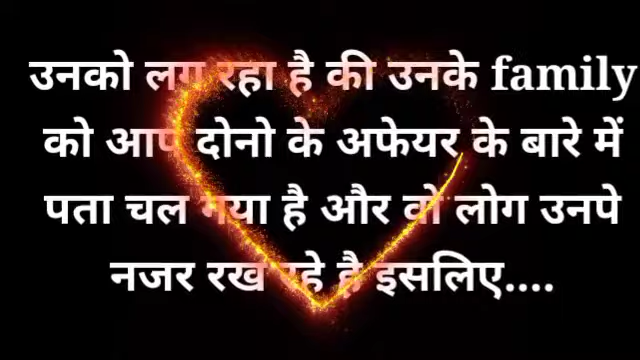 उनको लग रहा है की उनके family
को आप दोनो के अफेयर के बारे में
पता चल गया है और वो लोग उनपे
नजर रख रहे है इसलिए....